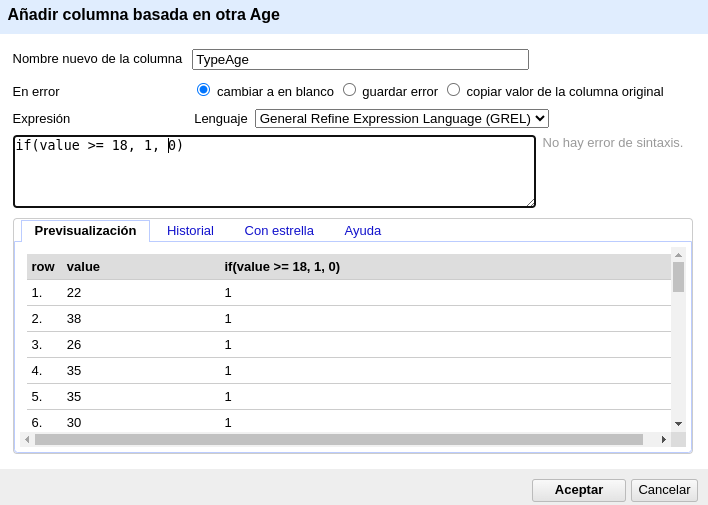 Añadir columna basada en otra Age
Nombre nuevo de la columna TypeAge
En error cambiar a en blanco guardar error copiar valor de la columna original
Expresión Lenguaje General Refine Expression Language (GREL)
if(value >= 18, 1, 0) No hay error de sintaxis.
Previsualización Historial Con estrella Ayuda
row value if(value >= 18, 1, 0)
1. 22 1
2. 38 1
3. 26 1
4. 35 1
5. 35 1
6. 30 1
Aceptar Cancelar